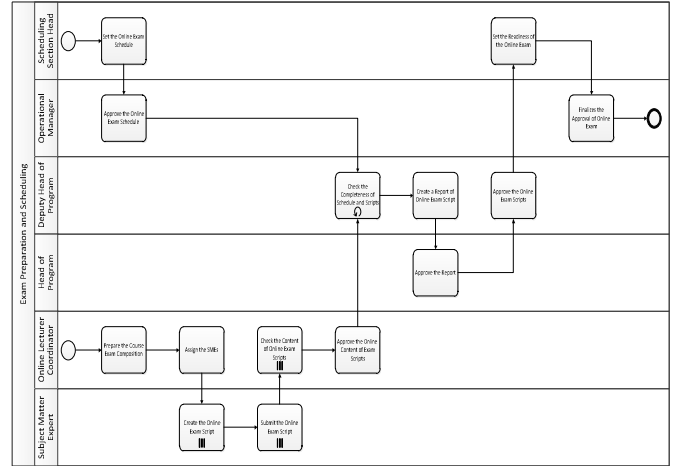 Exam Preparation and Scheduling
Scheduling
Section Head
Set the Online Exam
Schedule
Set the Readiness of
the Online Exam
Operational
Manager
Approve the Online
Exam Schedule
Finalizes the
Approval of Online
Exam
Deputy Head of
Program
Check the
Completeness of
Schedule and Scripts
Create a Report of
Online Exam Script
Approve the Online
Exam Scripts
Head of
Program
Approve the Report
Online Lecturer
Coordinator
Prepare the Course
Exam Composition
Assign the SMEs
Check the Content
of Online Exam
Scripts
Approve the Online
Content of Exam
Scripts
Subject Matter
Expert
Create the Online
Exam Script
Submit the Online
Exam Script